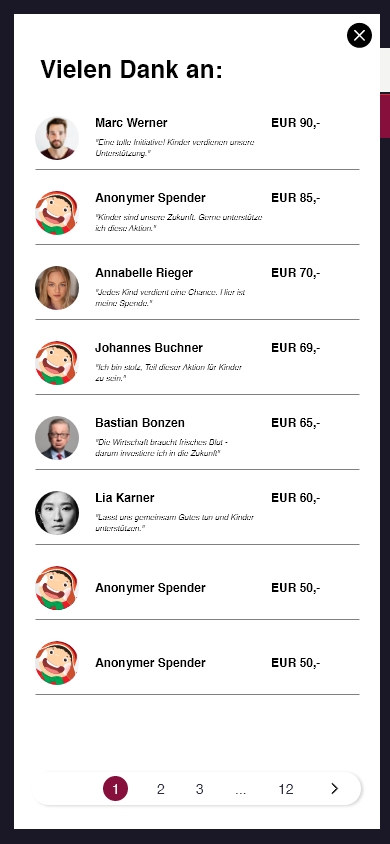 Vielen Dank an:
Marc Werner EUR 90,-
"Eine tolle Initiative! Kinder verdienen unsere
Unterstützung."
Anonymer Spender EUR 85,-
"Kinder sind unsere Zukunft. Gerne unterstütze
ich diese Aktion."
Annabelle Rieger EUR 70,-
"Jedes Kind verdient eine Chance. Hier ist
meine Spende."
Johannes Buchner EUR 69,-
"Ich bin stolz, Teil dieser Aktion für Kinder
zu sein."
Bastian Bonzen EUR 65,-
"Die Wirtschaft braucht frisches Blut -
darum investiere ich in die Zukunft"
Lia Karner EUR 60,-
"Lasst uns gemeinsam Gutes tun und Kinder
unterstützen."
Anonymer Spender EUR 50,-
Anonymer Spender EUR 50,-
1 2 3 ... 12